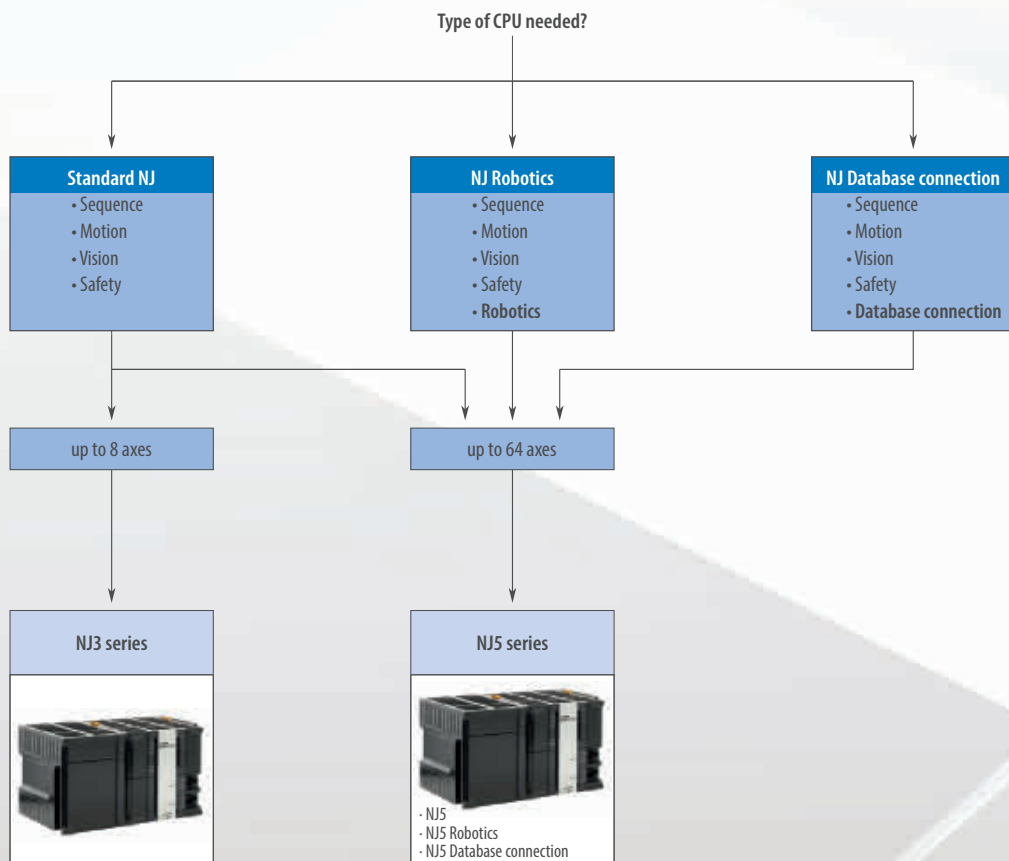 Type of CPU needed?
Standard NJ
• Sequence
• Motion
• Vision
• Safety
NJ Robotics
• Sequence
• Motion
• Vision
• Safety
• Robotics
NJ Database connection
• Sequence
• Motion
• Vision
• Safety
• Database connection
up to 8 axes
up to 64 axes
NJ3 series
NJ5 series
· NJ5
· NJ5 Robotics
· NJ5 Database connection